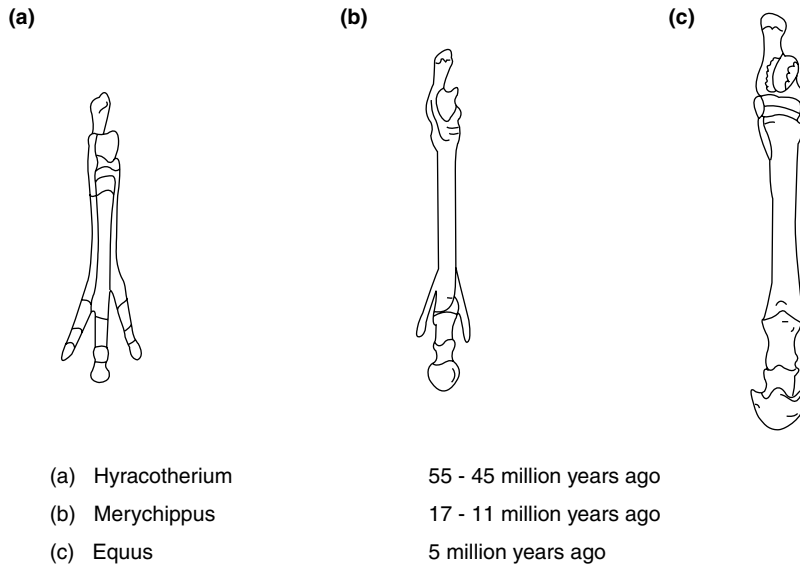 (a) (b) (c)
(a) Hyracotherium 55 - 45 million years ago
(b) Merychippus 17 - 11 million years ago
(c) Equus 5 million years ago